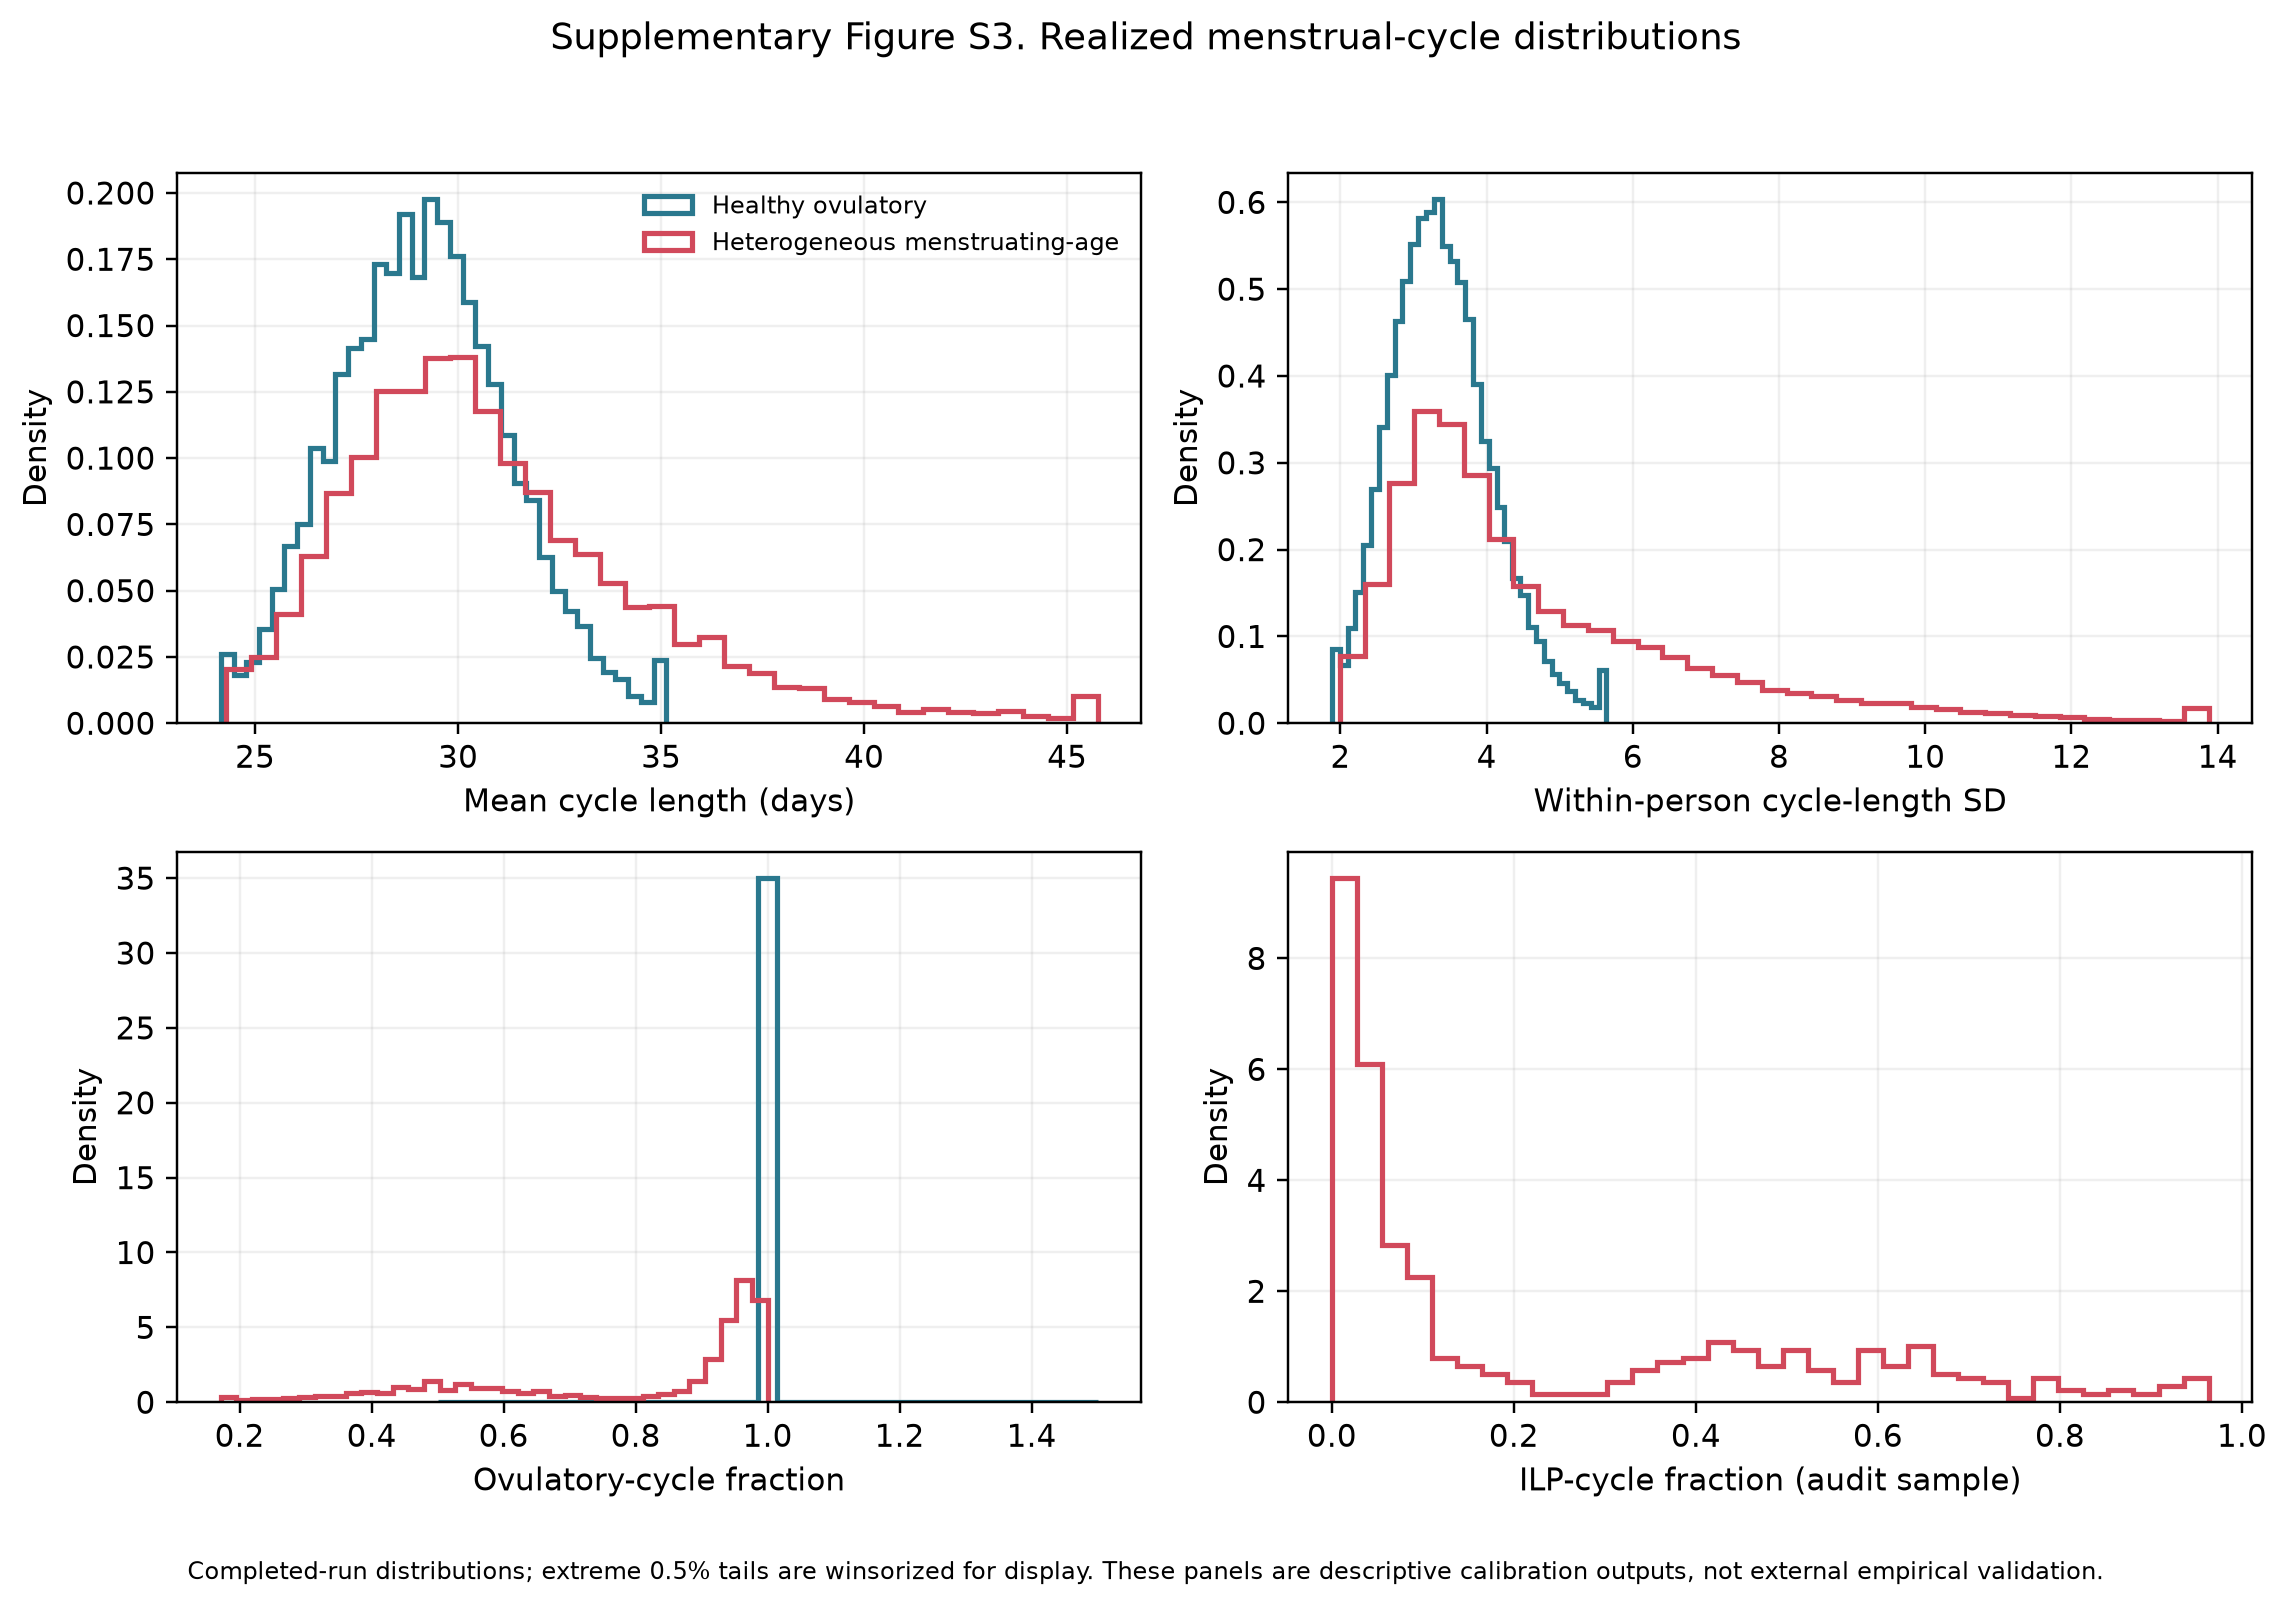 Supplementary Figure S3. Realized menstrual-cycle distributions
Healthy ovulatory
Heterogeneous menstruating-age
0.200
0.175
0.150
0.125
0.100
0.075
0.050
0.025
0.000
Density
25 30 35 40 45
Mean cycle length (days)
0.6
0.5
0.4
0.3
0.2
0.1
0.0
Density
2 4 6 8 10 12 14
Within-person cycle-length SD
35
30
25
20
15
10
5
0
Density
0.2 0.4 0.6 0.8 1.0 1.2 1.4
Ovulatory-cycle fraction
8
6
4
2
0
Density
0.0 0.2 0.4 0.6 0.8 1.0
ILP-cycle fraction (audit sample)
Completed-run distributions; extreme 0.5% tails are winsorized for display. These panels are descriptive calibration outputs, not external empirical validation.